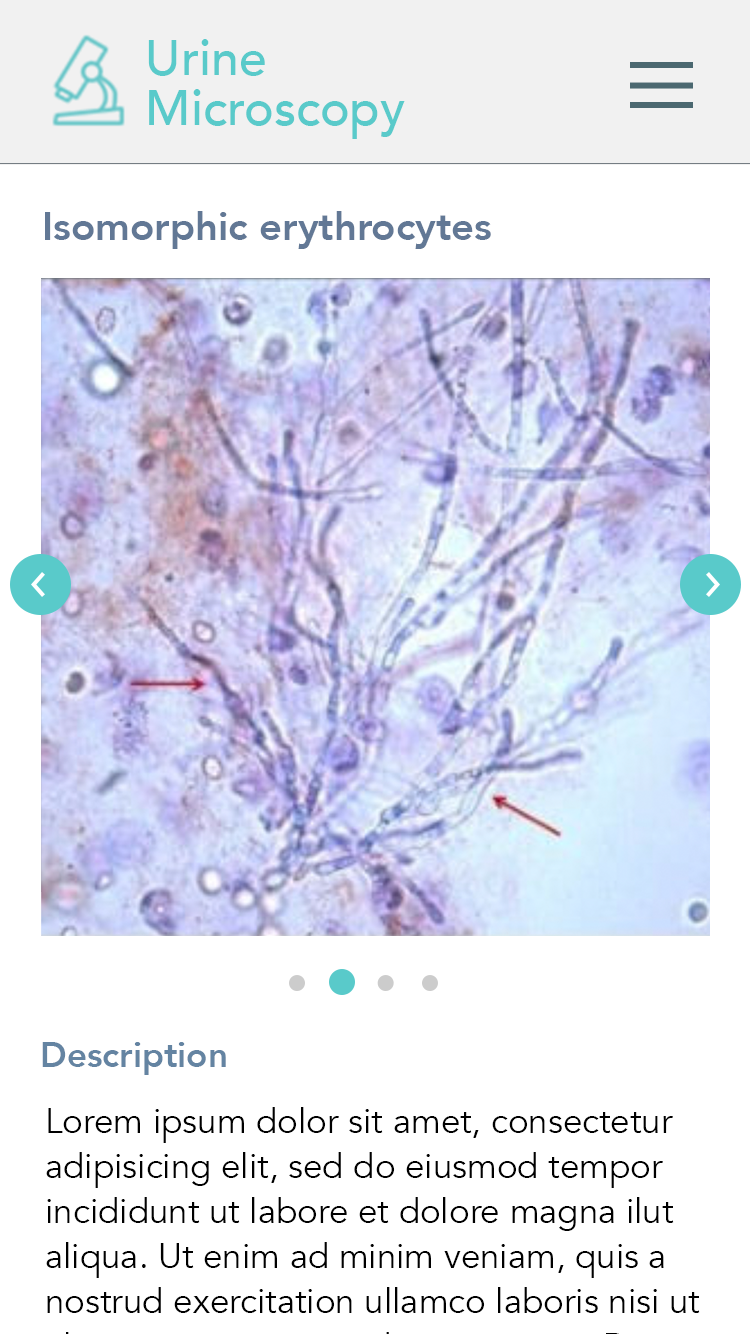 Urine
Microscopy
Isomorphic erythrocytes
Description
Lorem ipsum dolor sit amet, consectetur
adipisicing elit, sed do eiusmod tempor
incididunt ut labore et dolore magna ilut
aliqua. Ut enim ad minim veniam, quis a
nostrud exercitation ullamco laboris nisi ut